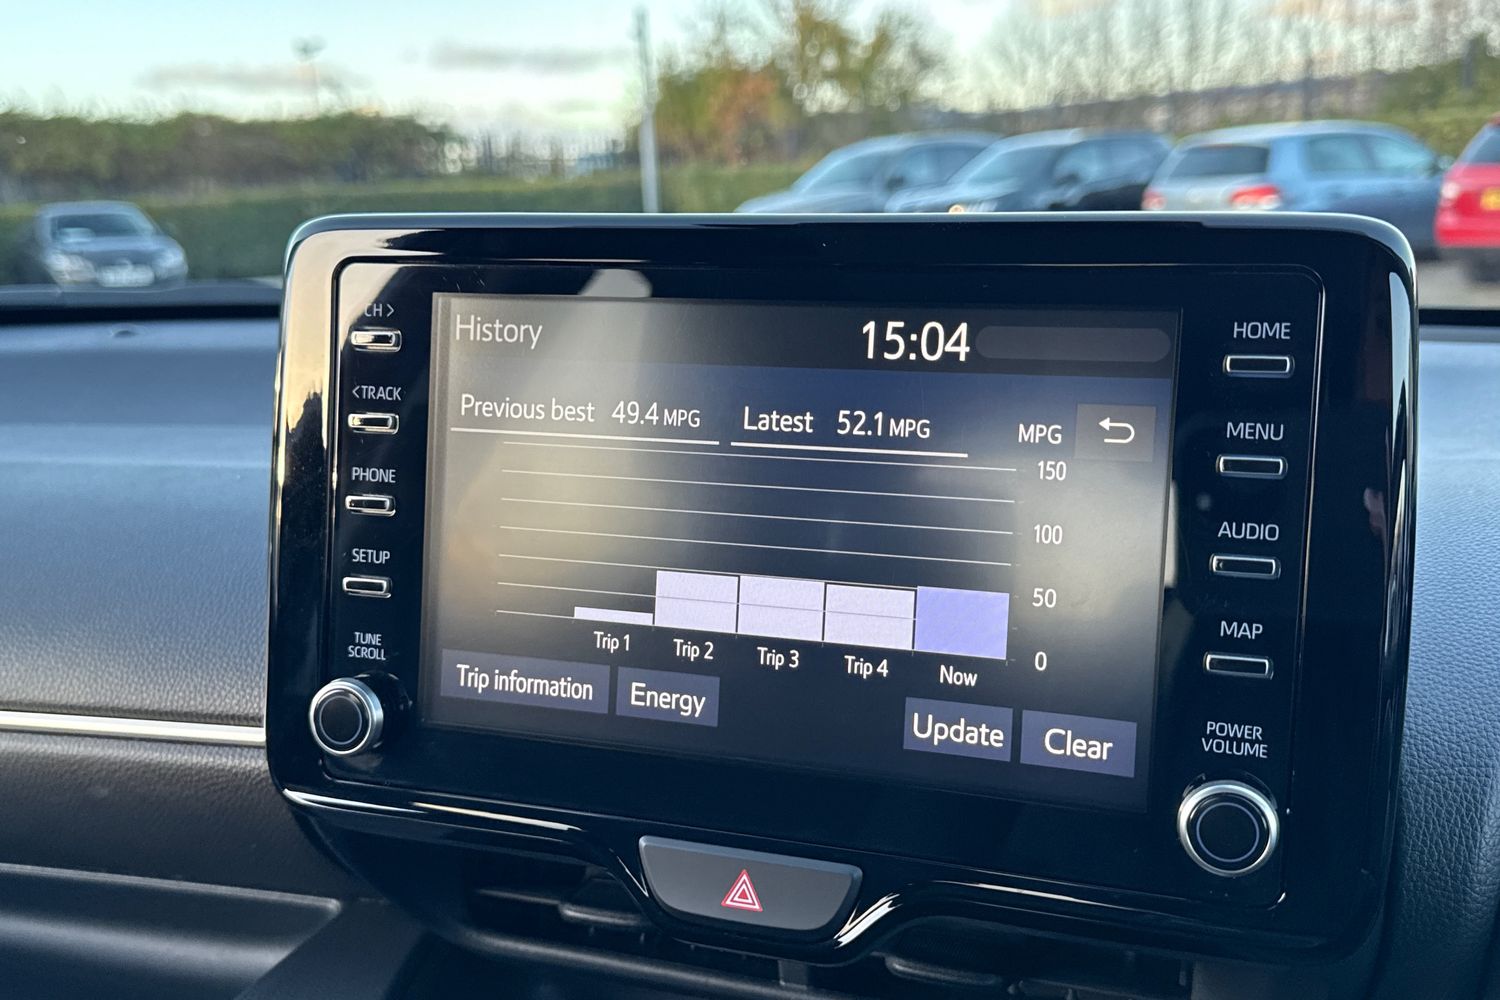 CH >
< TRACK
PHONE
SETUP
TUNE
SCROLL
History
15:04
Previous best 49.4 MPG
Latest 52.1 MPG
MPG
150
100
50
0
Trip 1
Trip 2
Trip 3
Trip 4
Now
Trip information
Energy
Update
Clear
HOME
MENU
AUDIO
MAP
POWER
VOLUME